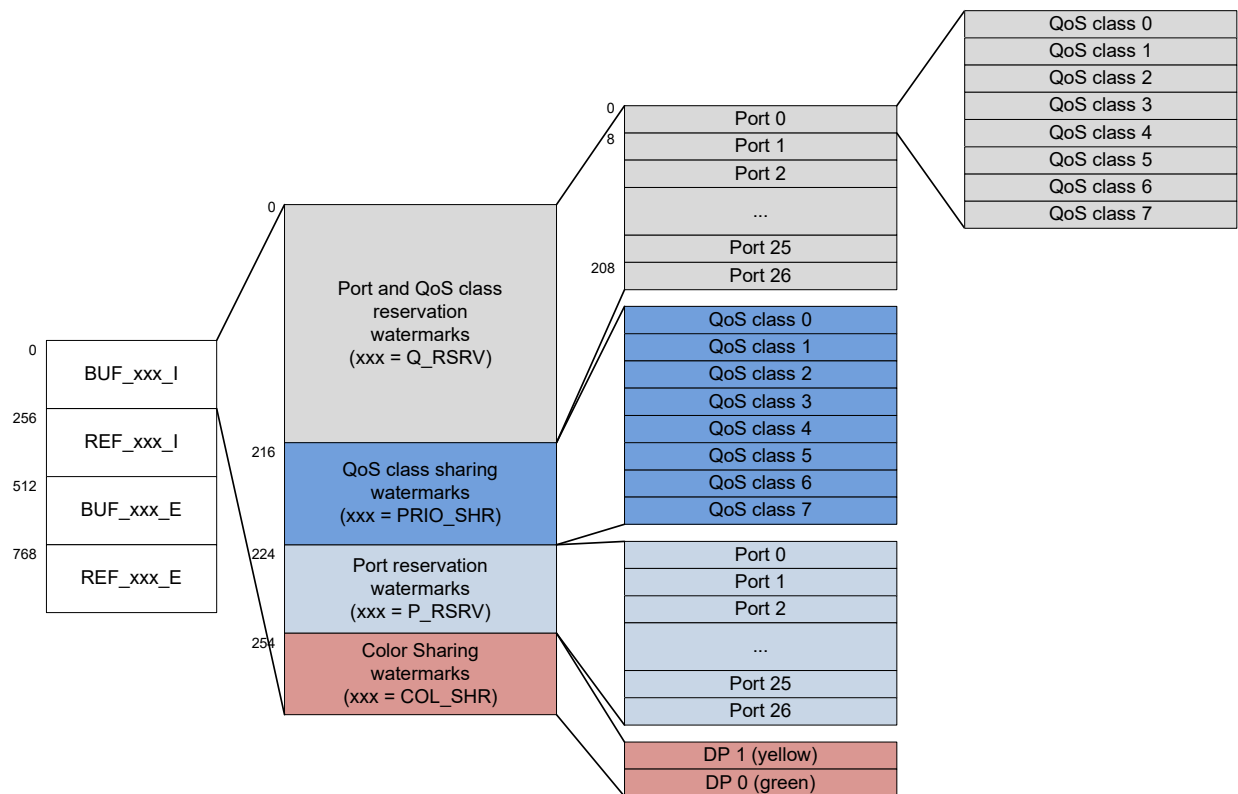 0
BUF_xxx_I
256
REF_xxx_I
512
BUF_xxx_E
768
REF_xxx_E
0
Port and QoS class
reservation
watermarks
(xxx = Q_RSRV)
216
QoS class sharing
watermarks
(xxx = PRIO_SHR)
224
Port reservation
watermarks
(xxx = P_RSRV)
254
Color Sharing
watermarks
(xxx = COL_SHR)
0
Port 0
8
Port 1
Port 2
...
Port 25
208
Port 26
QoS class 0
QoS class 1
QoS class 2
QoS class 3
QoS class 4
QoS class 5
QoS class 6
QoS class 7
Port 0
Port 1
Port 2
...
Port 25
Port 26
DP 1 (yellow)
DP 0 (green)
QoS class 0
QoS class 1
QoS class 2
QoS class 3
QoS class 4
QoS class 5
QoS class 6
QoS class 7